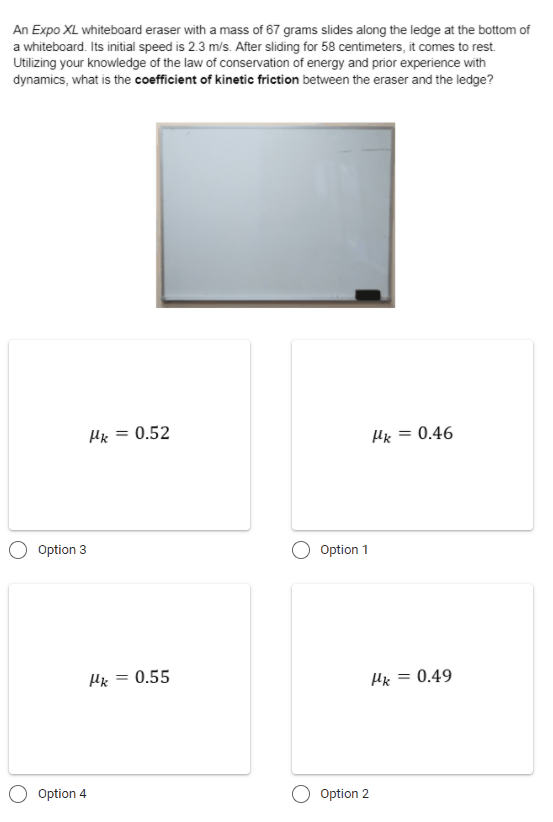 An Expo XL whiteboard eraser with a mass of 67 grams slides along the ledge at the bottom of
a whiteboard. Its initial speed is 2.3 m/s. After sliding for 58 centimeters, it comes to rest.
Utilizing your knowledge of the law of conservation of energy and prior experience with
dynamics, what is the coefficient of kinetic friction between the eraser and the ledge?
μₖ = 0.52
μₖ = 0.46
Option 3
Option 1
μₖ = 0.55
μₖ = 0.49
Option 4
Option 2